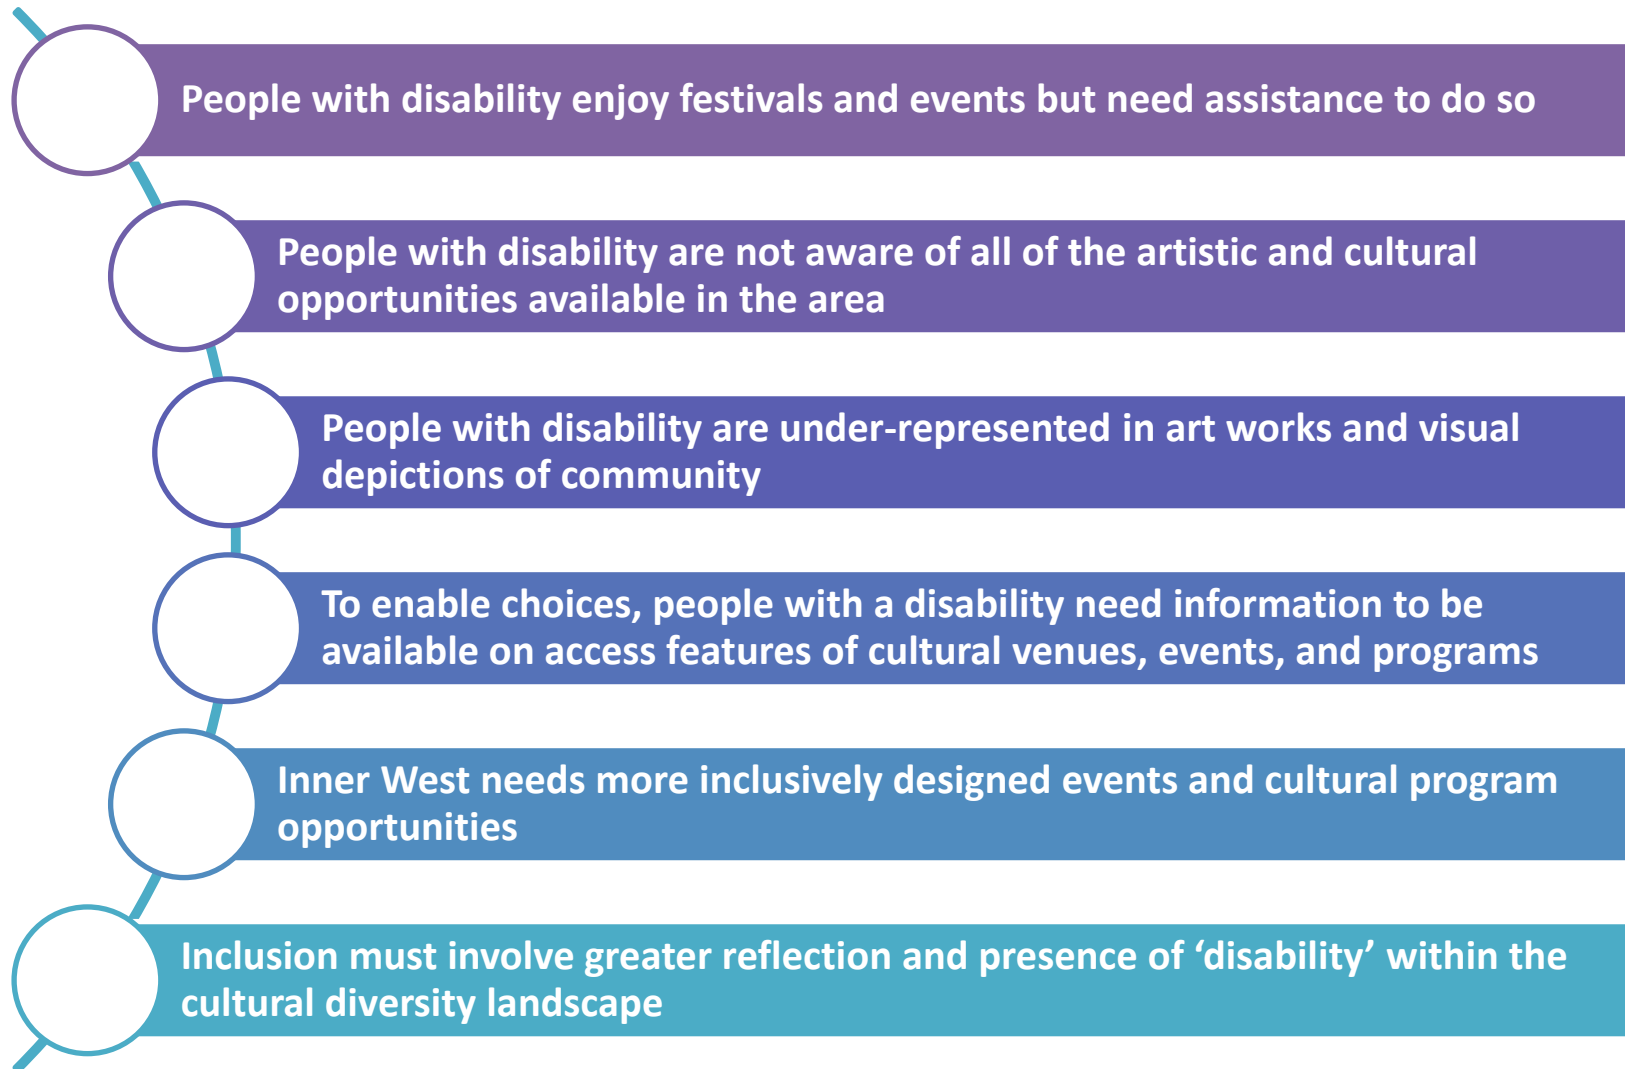 People with disability enjoy festivals and events but need assistance to do so
People with disability are not aware of all of the artistic and cultural
opportunities available in the area
People with disability are under-represented in art works and visual
depictions of community
To enable choices, people with a disability need information to be
available on access features of cultural venues, events, and programs
Inner West needs more inclusively designed events and cultural program
opportunities
Inclusion must involve greater reflection and presence of ‘disability’ within the
cultural diversity landscape